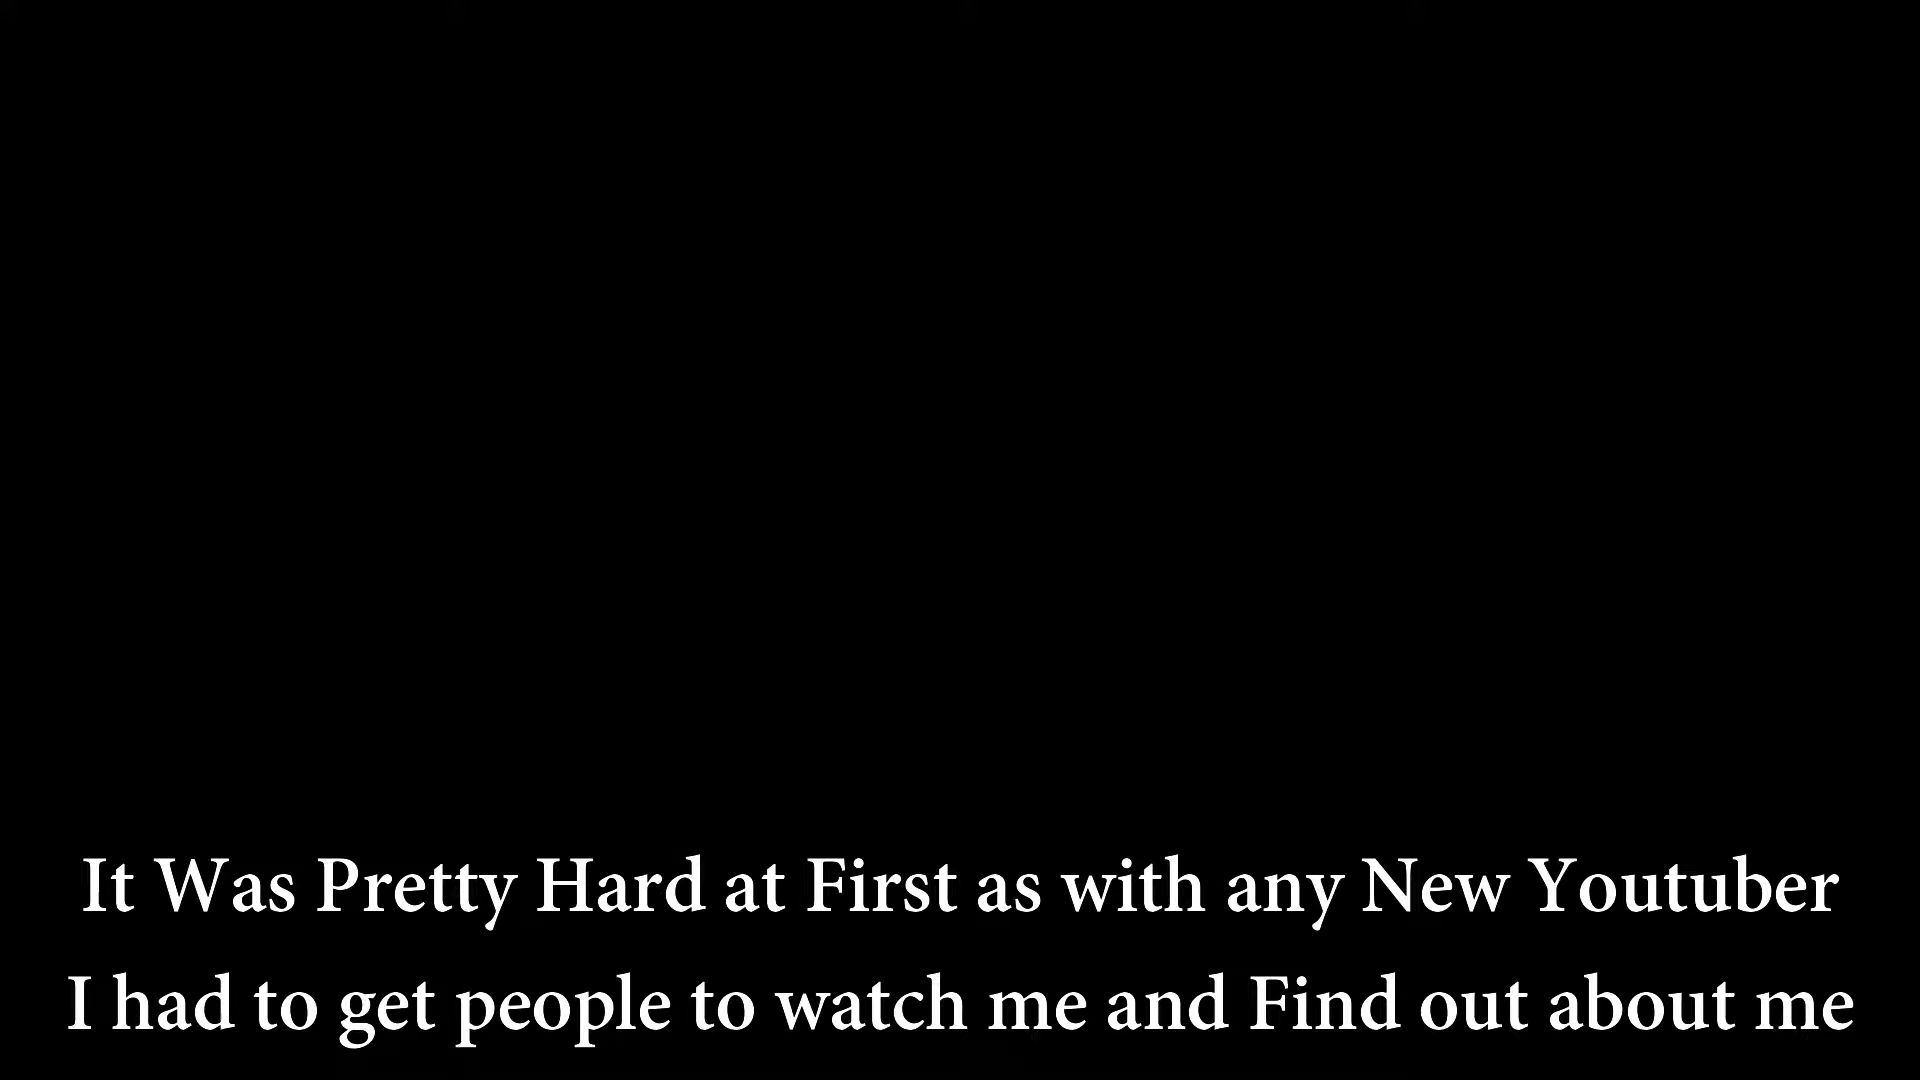 It Was Pretty Hard at First as with any New Youtuber
I had to get people to watch me and Find out about me